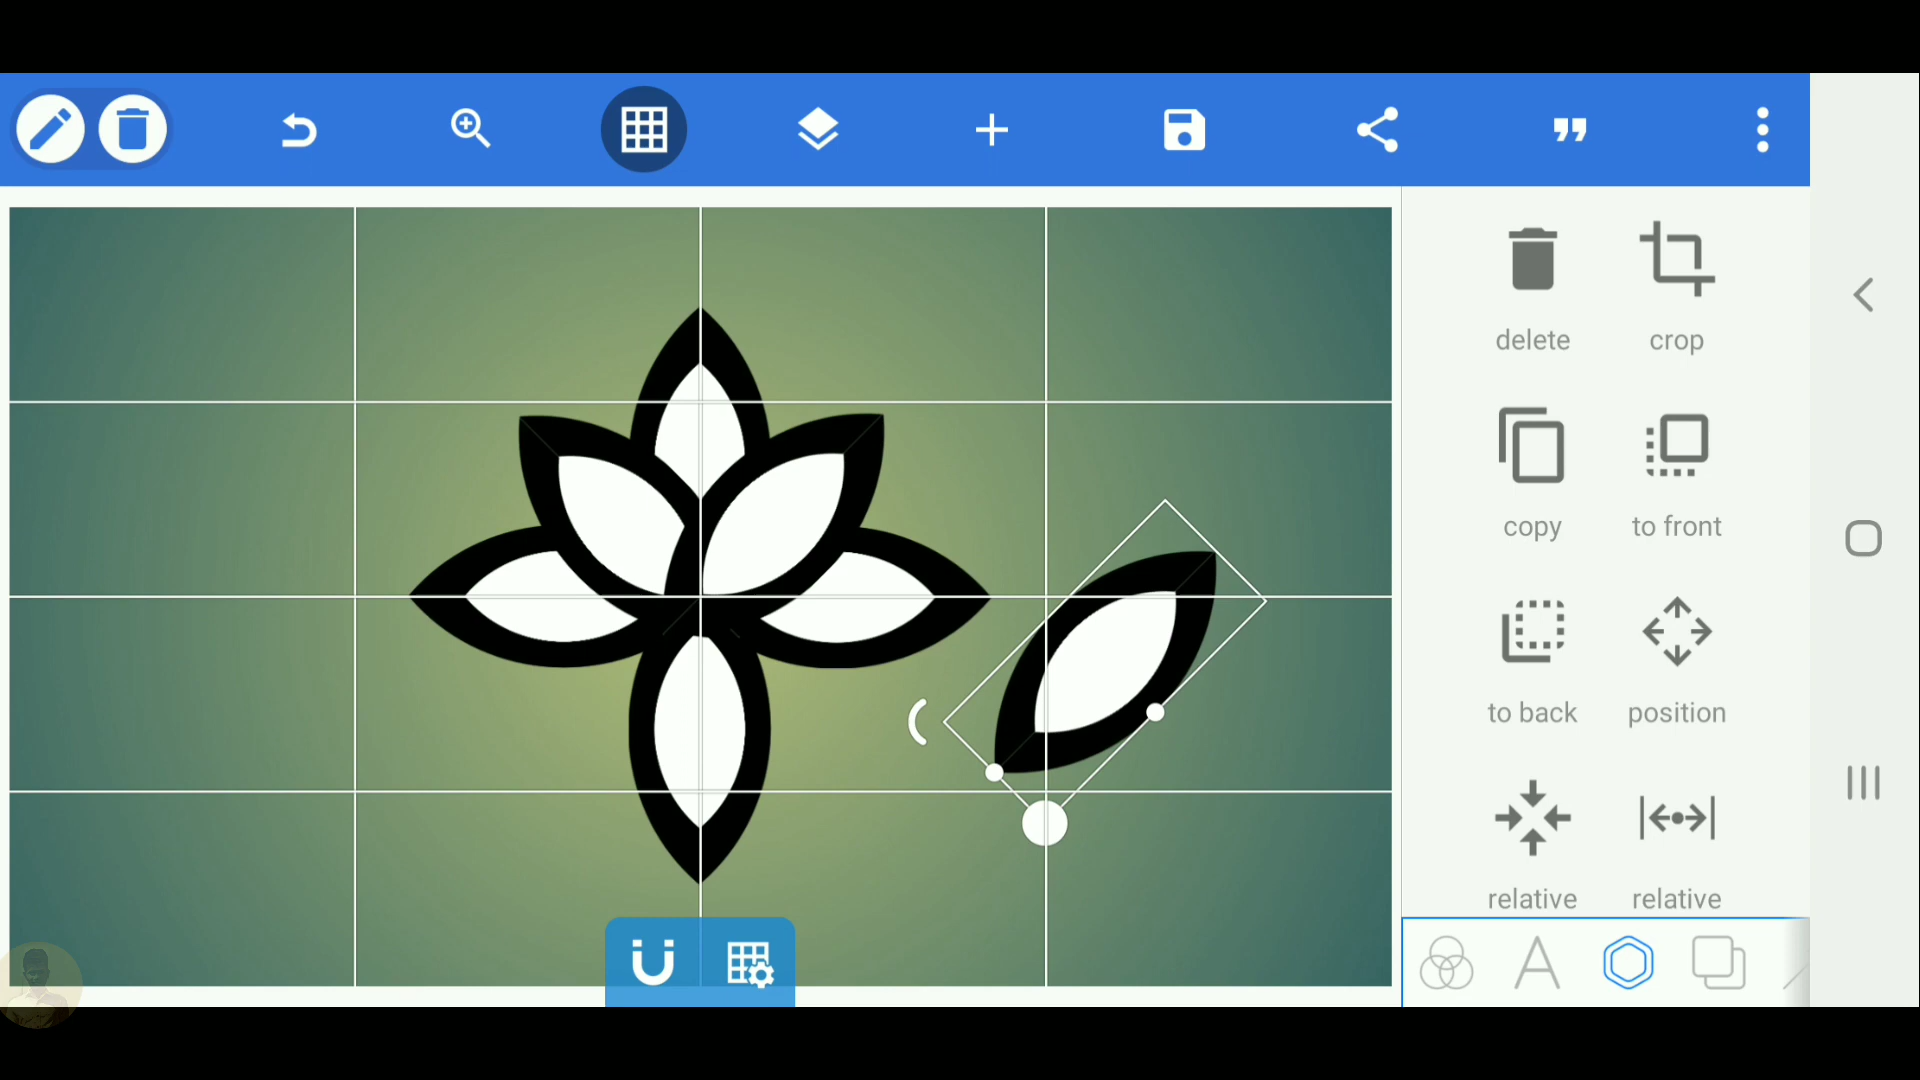 delete crop
copy to front
to back position
relative relative